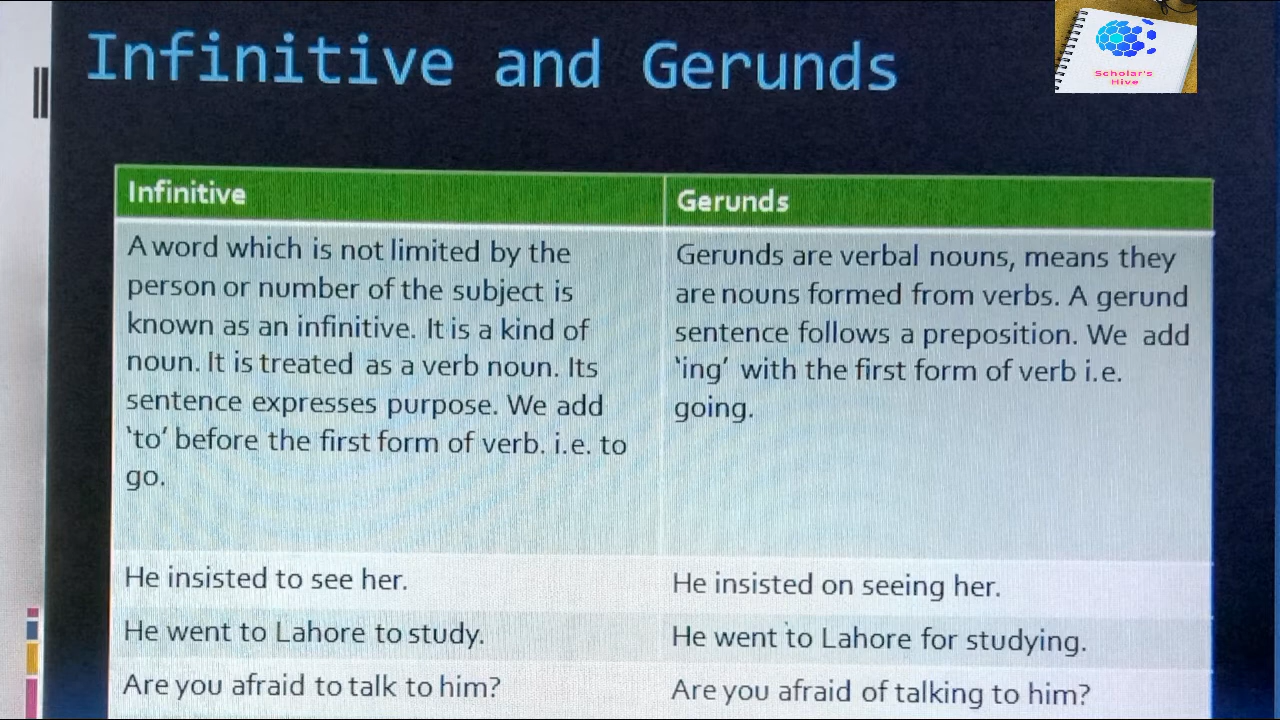 Infinitive and Gerunds
Scholar's
Hive
Infinitive
Gerunds
A word which is not limited by the
person or number of the subject is
known as an infinitive. It is a kind of
noun. It is treated as a verb noun. Its
sentence expresses purpose. We add
'to' before the first form of verb. i.e. to
go.
Gerunds are verbal nouns, means they
are nouns formed from verbs. A gerund
sentence follows a preposition. We add
'ing' with the first form of verb i.e.
going.
He insisted to see her.
He insisted on seeing her.
He went to Lahore to study.
He went to Lahore for studying.
Are you afraid to talk to him?
Are you afraid of talking to him?